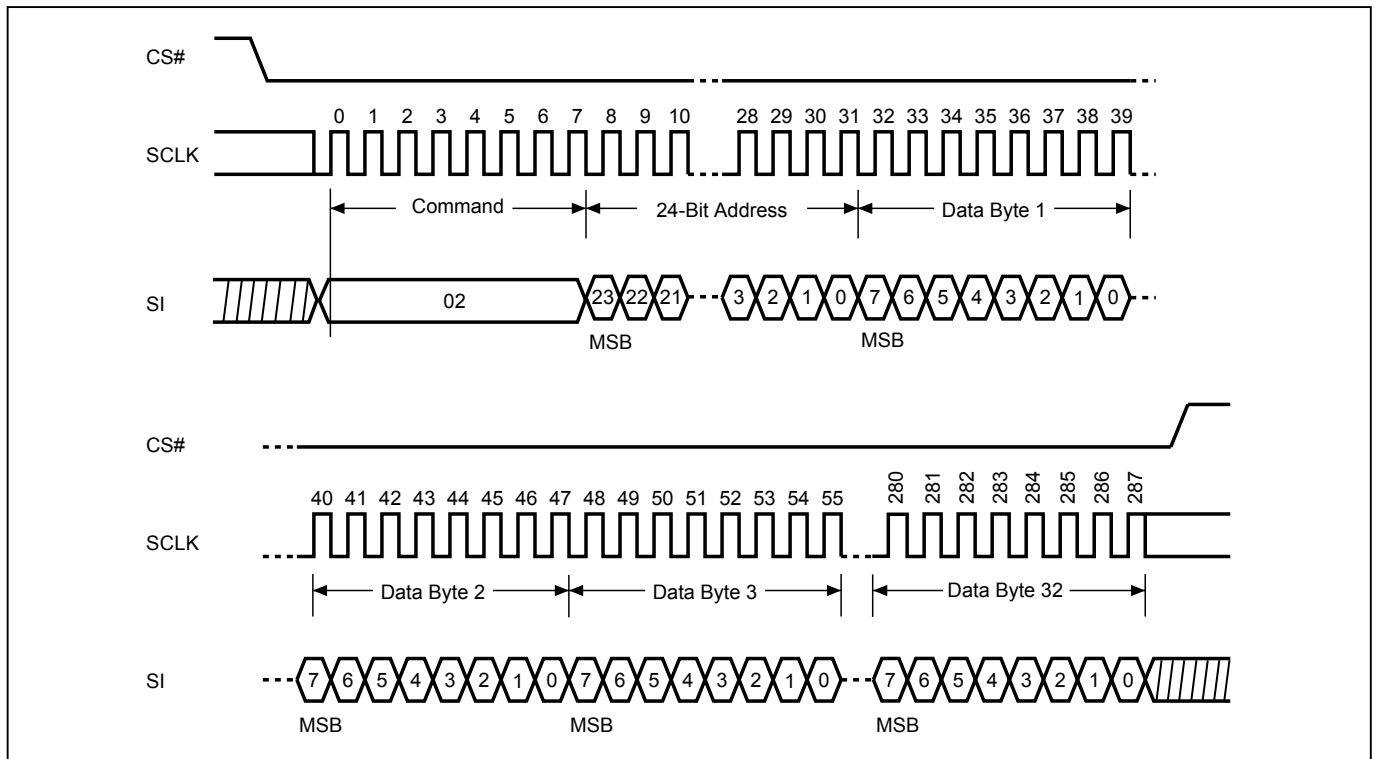 CS#
0 1 2 3 4 5 6 7 8 9 10 28 29 30 31 32 33 34 35 36 37 38 39
SCLK
Command 24-Bit Address Data Byte 1
SI 02 23 22 21 3 2 1 0 7 6 5 4 3 2 1 0
MSB MSB
CS#
40 41 42 43 44 45 46 47 48 49 50 51 52 53 54 55 280 281 282 283 284 285 286 287
SCLK
Data Byte 2 Data Byte 3 Data Byte 32
SI 7 6 5 4 3 2 1 0 7 6 5 4 3 2 1 0 7 6 5 4 3 2 1 0
MSB MSB MSB